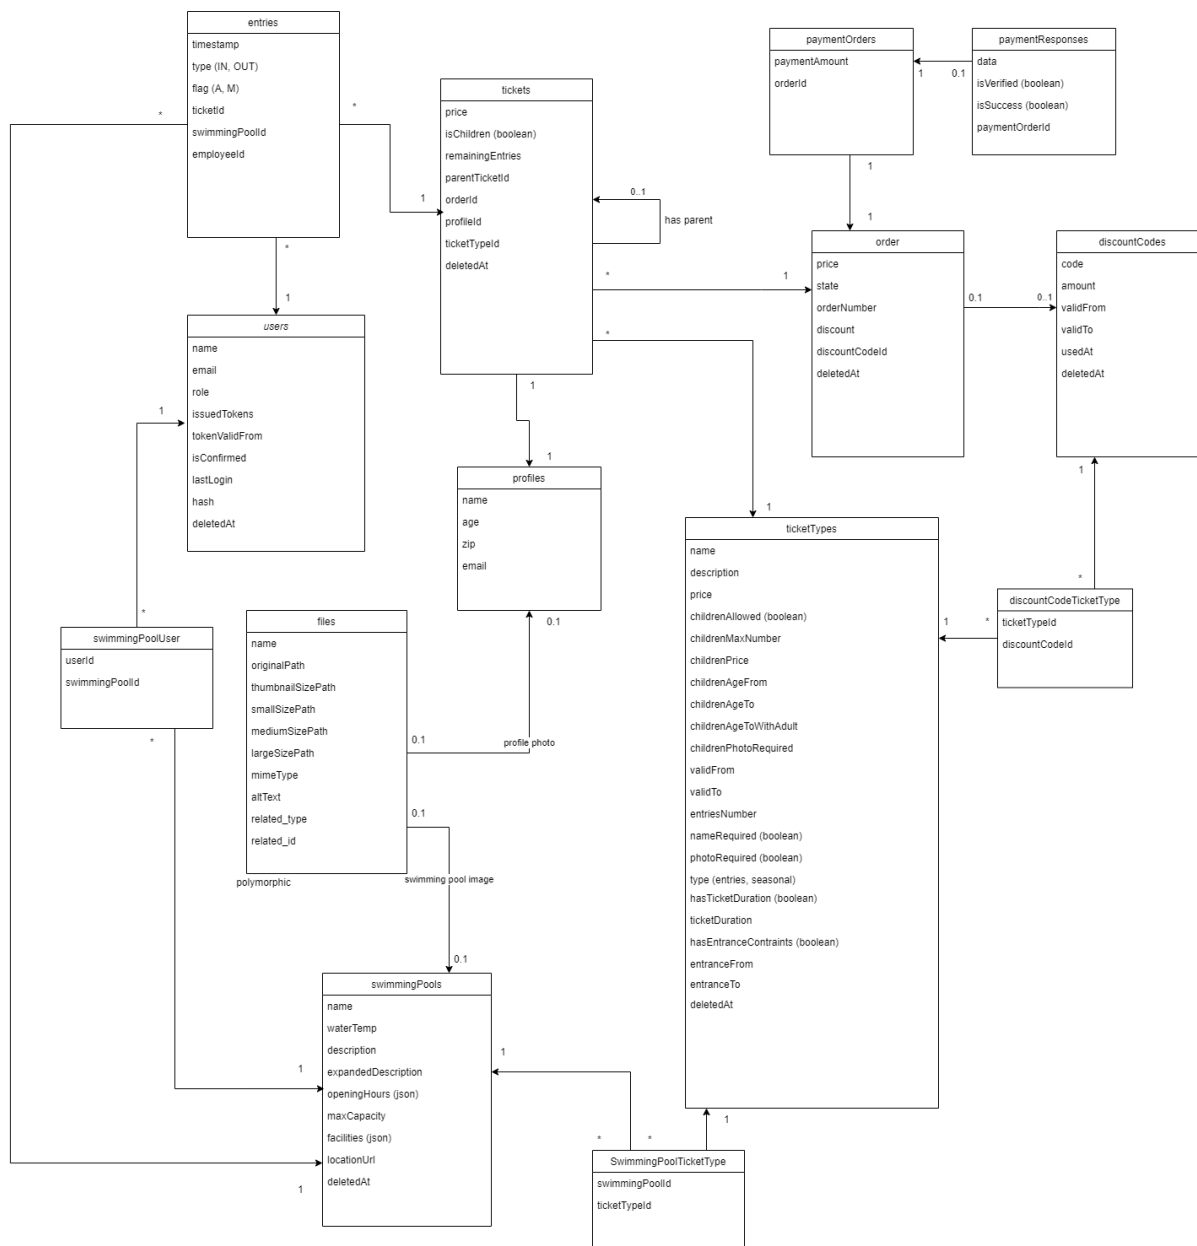 entries
timestamp
type (IN, OUT)
flag (A, M)
ticketId
swimmingPoolId
employeeId
*
*
*
1
1
tickets
price
isChildren (boolean)
remainingEntries
parentTicketId
orderId
profileId
ticketTypeId
deletedAt
0..1
has parent
*
1
*
1
1
1
paymentOrders
paymentAmount
orderId
1
0.1
paymentResponses
data
isVerified (boolean)
isSuccess (boolean)
paymentOrderId
1
1
order
price
state
orderNumber
discount
discountCodeId
deletedAt
0.1
0..1
discountCodes
code
amount
validFrom
validTo
usedAt
deletedAt
1
*
users
name
email
role
issuedTokens
tokenValidFrom
isConfirmed
lastLogin
hash
deletedAt
1
*
swimmingPoolUser
userId
swimmingPoolId
*
1
profiles
name
age
zip
email
0.1
files
name
originalPath
thumbnailSizePath
smallSizePath
mediumSizePath
largeSizePath
mimeType
altText
related_type
related_id
polymorphic
0.1
profile photo
0.1
swimming pool image
0.1
ticketTypes
name
description
price
childrenAllowed (boolean)
childrenMaxNumber
childrenPrice
childrenAgeFrom
childrenAgeTo
childrenAgeToWithAdult
childrenPhotoRequired
validFrom
validTo
entriesNumber
nameRequired (boolean)
photoRequired (boolean)
type (entries, seasonal)
hasTicketDuration (boolean)
ticketDuration
hasEntranceContraints (boolean)
entranceFrom
entranceTo
deletedAt
1
*
discountCodeTicketType
ticketTypeId
discountCodeId
swimmingPools
name
waterTemp
description
expandedDescription
openingHours (json)
maxCapacity
facilities (json)
locationUrl
deletedAt
1
1
*
*
1
SwimmingPoolTicketType
swimmingPoolId
ticketTypeId